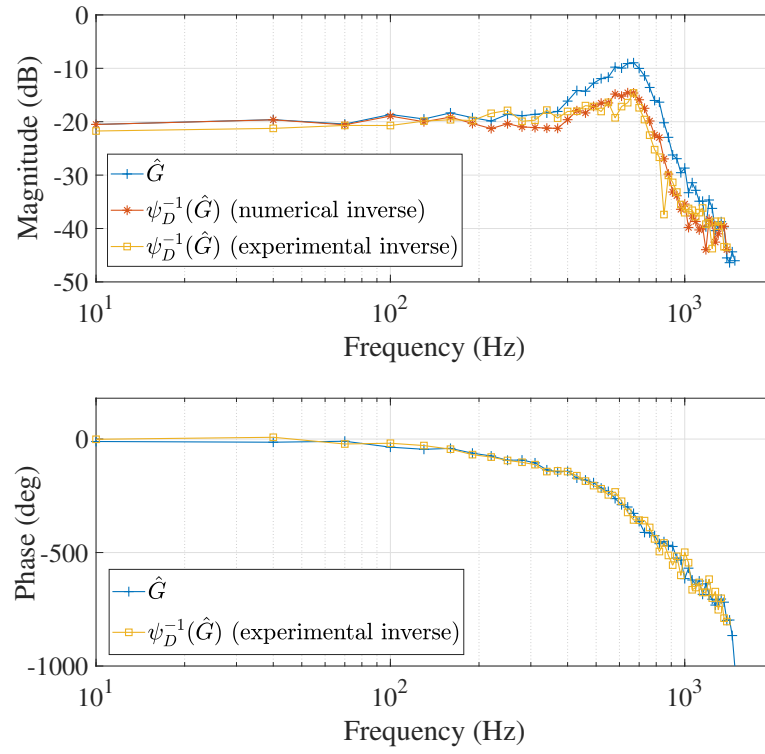 0
-10
-20
-30
-40
-50
Magnitude (dB)
Ĝ
ψ_D^{-1}(Ĝ) (numerical inverse)
ψ_D^{-1}(Ĝ) (experimental inverse)
10^1
10^2
10^3
Frequency (Hz)
0
-500
-1000
Phase (deg)
Ĝ
ψ_D^{-1}(Ĝ) (experimental inverse)
10^1
10^2
10^3
Frequency (Hz)